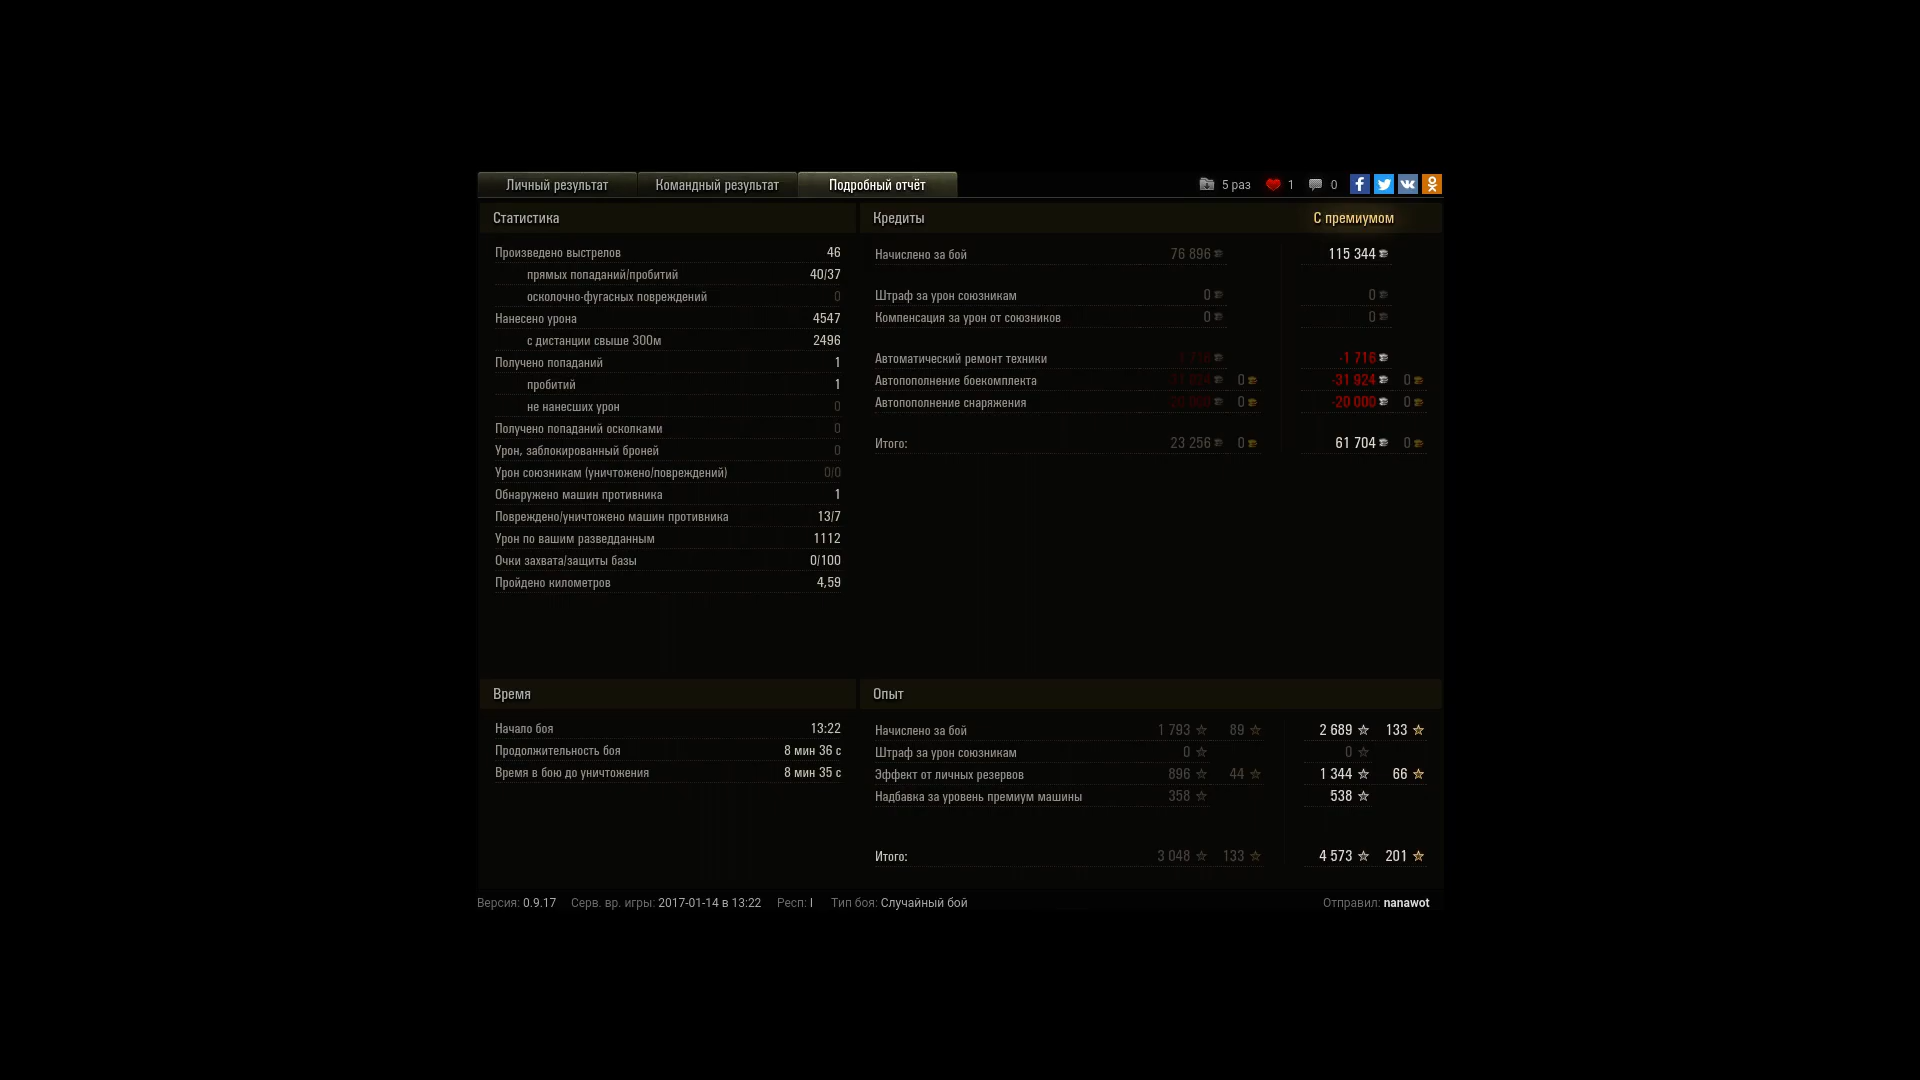 Личный результат Командный результат Подробный отчёт 5 раз 1 0
Статистика
Произведено выстрелов 46
прямых попаданий/пробитий 40/37
осколочно-фугасных повреждений 0
Нанесено урона 4547
с дистанции свыше 300м 2496
Получено попаданий 1
пробитий 1
не нанесших урон 0
Получено попаданий осколками 0
Урон, заблокированный броней 0
Урон союзникам (уничтожено/повреждений) 0/0
Обнаружено машин противника 1
Повреждено/уничтожено машин противника 13/7
Урон по вашим разведданным 1112
Очки захвата/защиты базы 0/100
Пройдено километров 4,59
Кредиты С премиумом
Начислено за бой 76 896 115 344
Штраф за урон союзникам 0 0
Компенсация за урон от союзников 0 0
Автоматический ремонт техники -1 716 -1 716
Автопополнение боекомплекта -31 924 0 -31 924 0
Автопополнение снаряжения -20 000 0 -20 000 0
Итого: 23 256 0 61 704 0
Время
Начало боя 13:22
Продолжительность боя 8 мин 36 с
Время в бою до уничтожения 8 мин 35 с
Опыт
Начислено за бой 1 793 89 2 689 133
Штраф за урон союзникам 0 0
Эффект от личных резервов 896 44 1 344 66
Надбавка за уровень премиум машины 358 538
Итого: 3 048 133 4 573 201
Версия: 0.9.17 Серв. вр. игры: 2017-01-14 в 13:22 Респ: I Тип боя: Случайный бой Отправил: nanawot